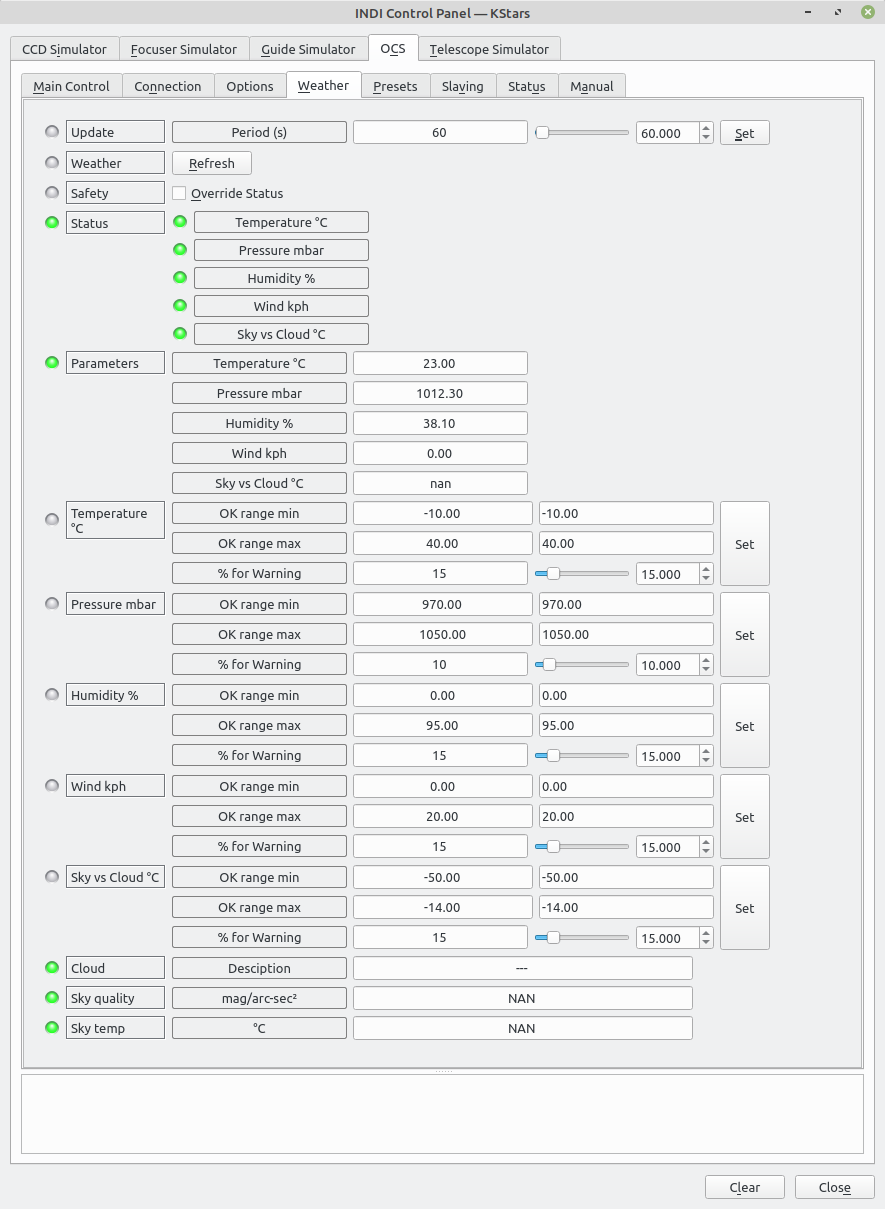 INDI Control Panel — KStars
CCD Simulator Focuser Simulator Guide Simulator OCS Telescope Simulator
Main Control Connection Options Weather Presets Slaving Status Manual
Update Period (s) 60 60.000 Set
Weather Refresh
Safety Override Status
Status Temperature °C
Pressure mbar
Humidity %
Wind kph
Sky vs Cloud °C
Parameters Temperature °C 23.00
Pressure mbar 1012.30
Humidity % 38.10
Wind kph 0.00
Sky vs Cloud °C nan
Temperature °C OK range min -10.00 -10.00
OK range max 40.00 40.00 Set
% for Warning 15 15.000
Pressure mbar OK range min 970.00 970.00
OK range max 1050.00 1050.00 Set
% for Warning 10 10.000
Humidity % OK range min 0.00 0.00
OK range max 95.00 95.00 Set
% for Warning 15 15.000
Wind kph OK range min 0.00 0.00
OK range max 20.00 20.00 Set
% for Warning 15 15.000
Sky vs Cloud °C OK range min -50.00 -50.00
OK range max -14.00 -14.00 Set
% for Warning 15 15.000
Cloud Desciption ---
Sky quality mag/arc-sec² NAN
Sky temp °C NAN
Clear Close